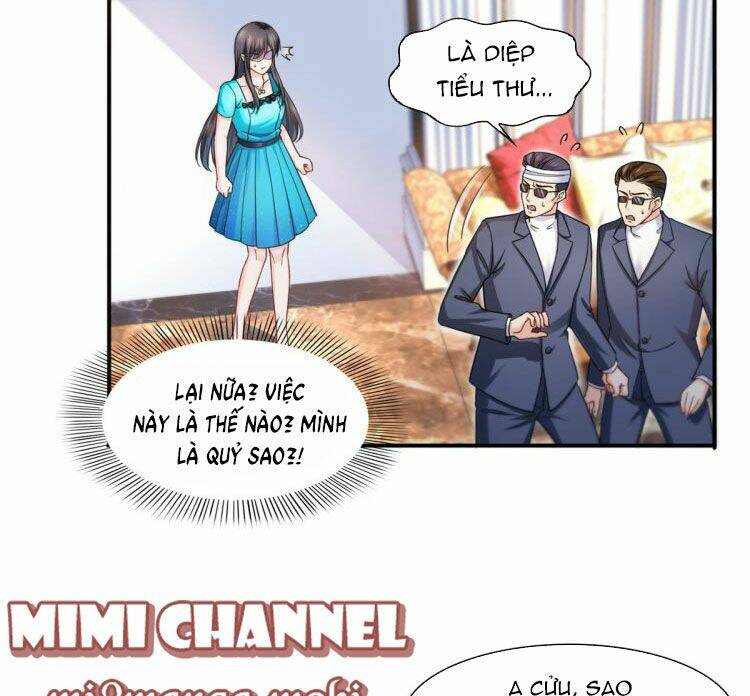 LÀ DIỆP
TIỂU THƯ...
LẠI NỮA? VIỆC
NÀY LÀ THẾ NÀO? MÌNH
LÀ QUỶ SAO?!
MIMI CHANNEL
A CỬU, SAO